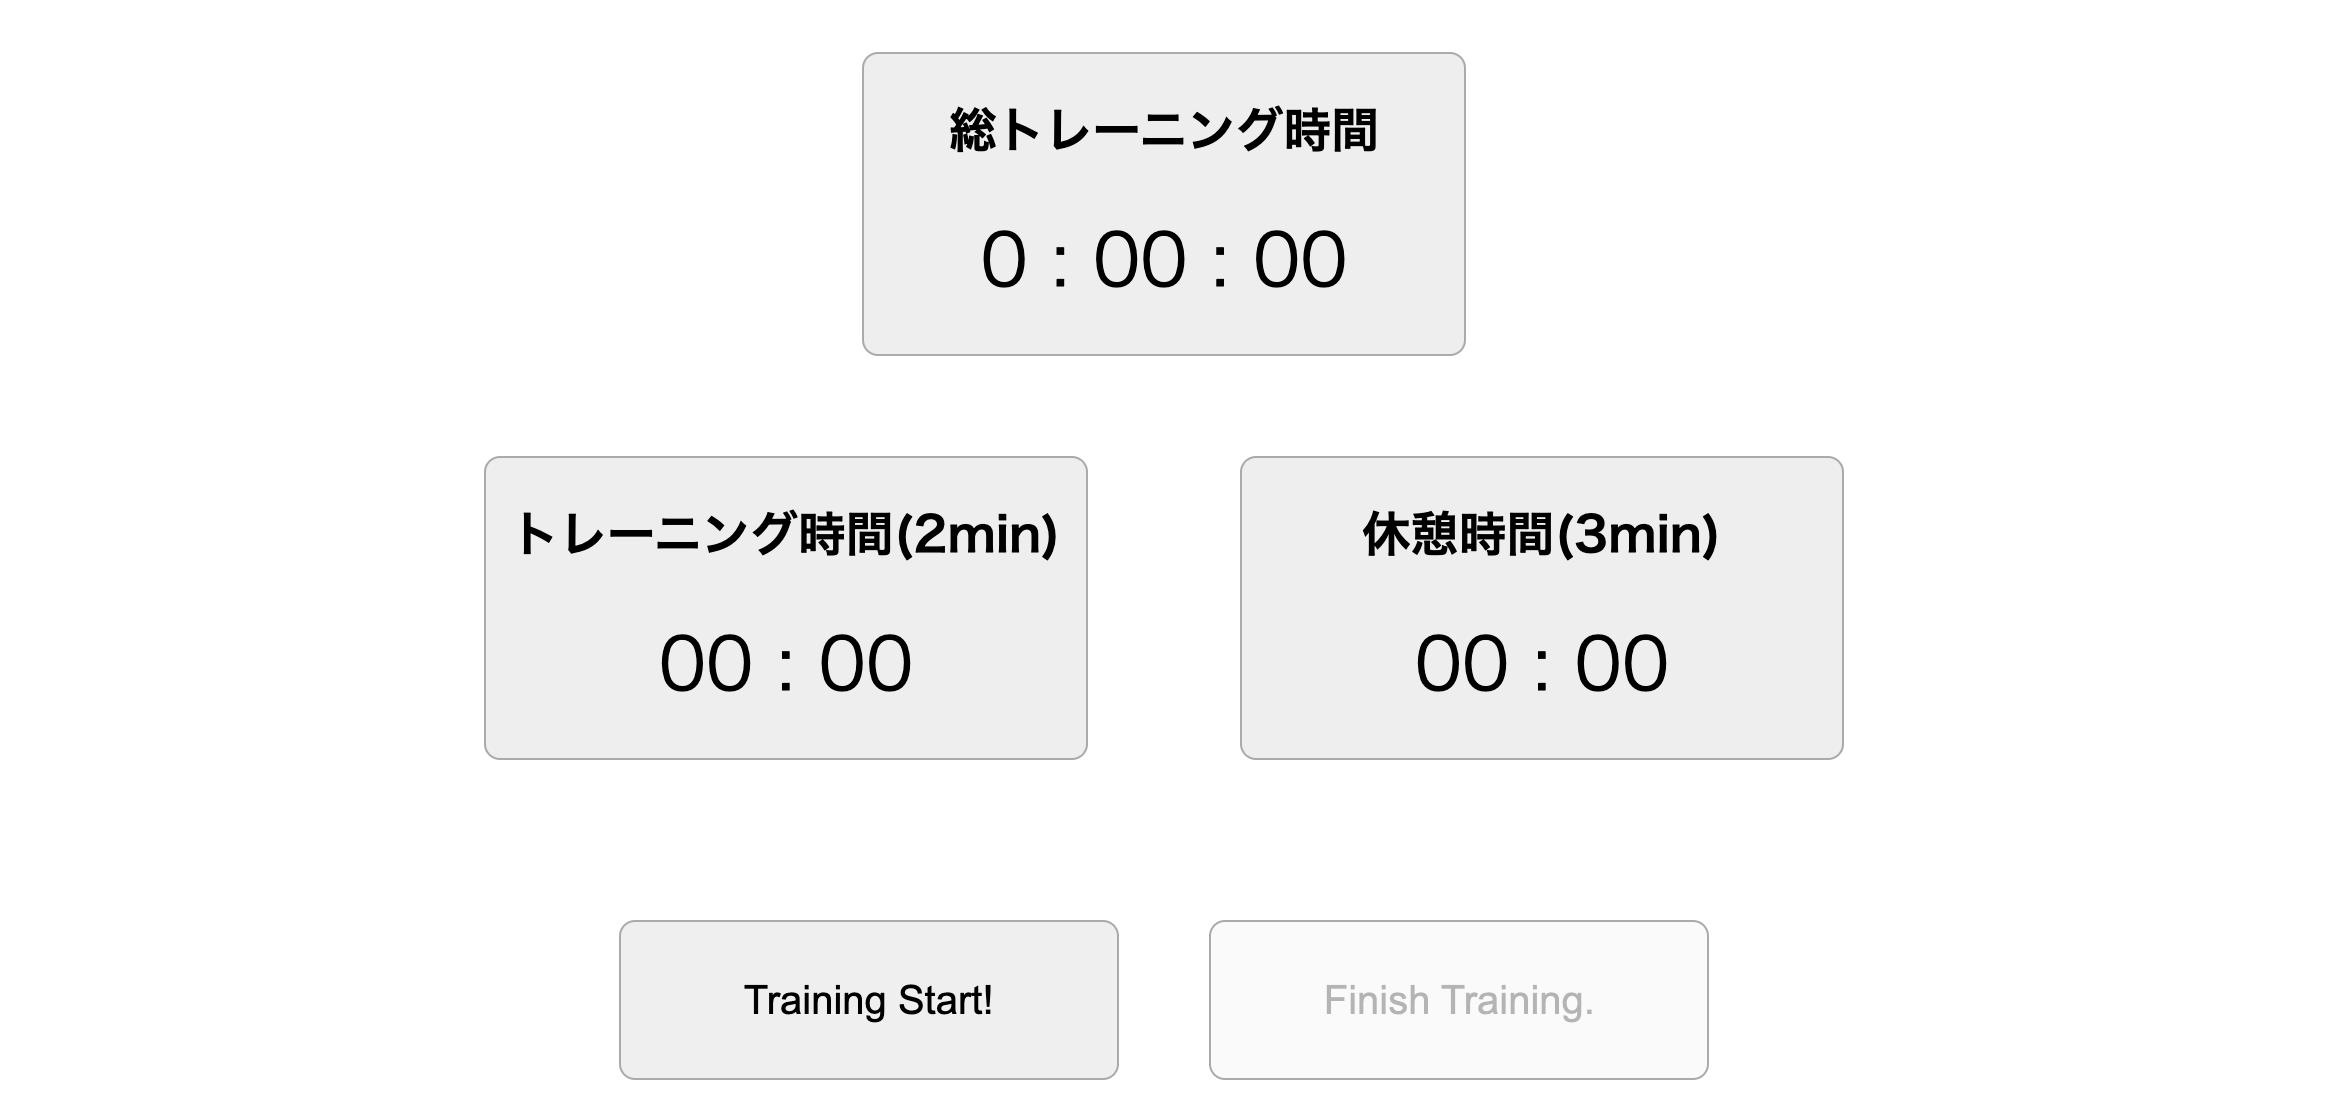 総トレーニング時間
0 : 00 : 00
トレーニング時間(2min)
00 : 00
休憩時間(3min)
00 : 00
Training Start!
Finish Training.